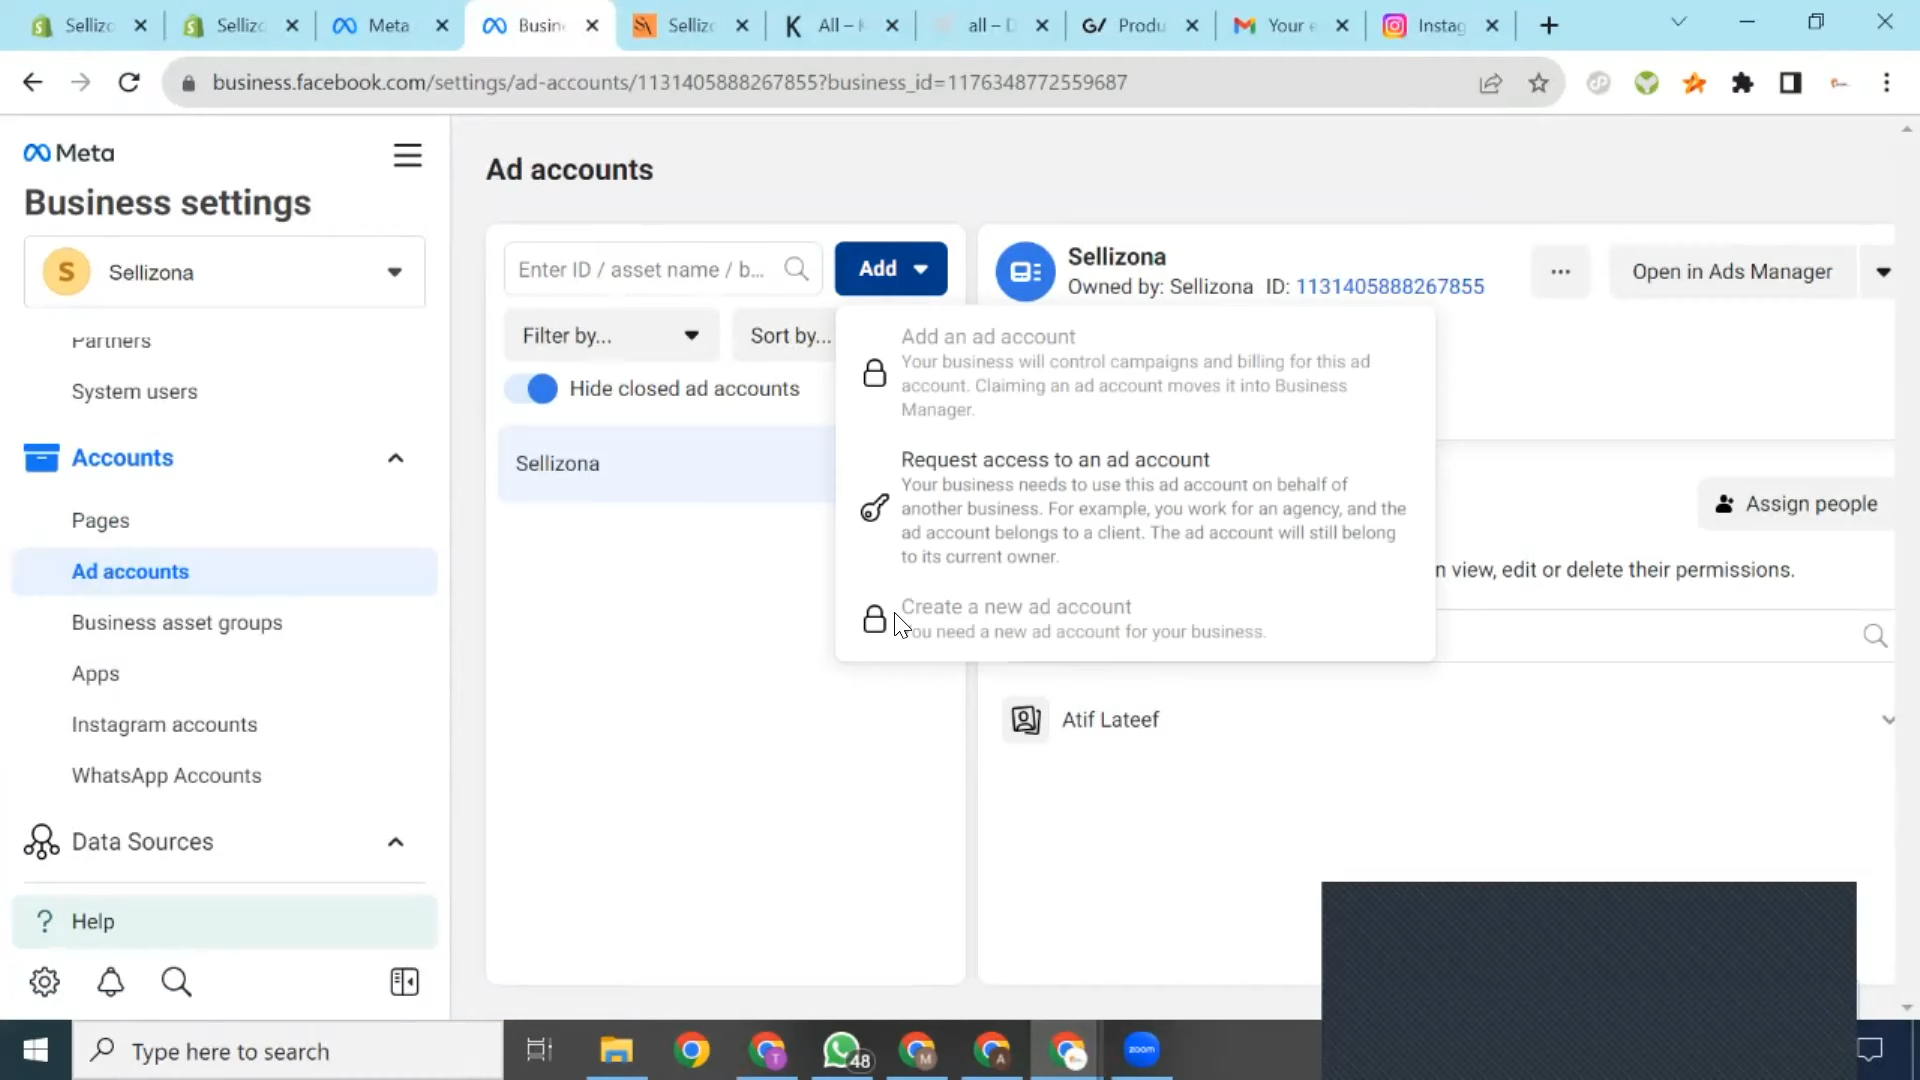 Selliz
Selliz
Meta
Busin
Selliz
All –
all –
G/ Produ
Your
Instag
business.facebook.com/settings/ad-accounts/1131405888267855?business_id=1176348772559687
Meta
Business settings
S Sellizona
Partners
System users
Accounts
Pages
Ad accounts
Business asset groups
Apps
Instagram accounts
WhatsApp Accounts
Data Sources
? Help
Ad accounts
Enter ID / asset name / b...
Add
Filter by...
Sort by...
Hide closed ad accounts
Sellizona
Add an ad account
Your business will control campaigns and billing for this ad
account. Claiming an ad account moves it into Business
Manager.
Request access to an ad account
Your business needs to use this ad account on behalf of
another business. For example, you work for an agency, and the
ad account belongs to a client. The ad account will still belong
to its current owner.
Create a new ad account
You need a new ad account for your business.
Sellizona
Owned by: Sellizona ID: 1131405888267855
...
Open in Ads Manager
Assign people
n view, edit or delete their permissions.
Atif Lateef
Type here to search
T
48
M
A
zoom